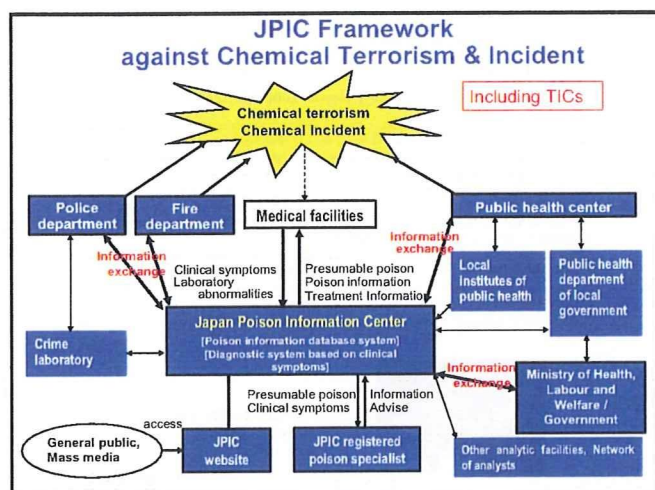 JPIC Framework
against Chemical Terrorism & Incident
Including TICs
Chemical terrorism
Chemical Incident
Police
department
Fire
department
Medical facilities
Public health center
Information
exchange
Clinical symptoms
Laboratory
abnormalities
Presumable poison
Poison information
Treatment Information
Information
exchange
Local
Institutes of
public health
Public health
department
of local
government
Crime
laboratory
Japan Poison Information Center
[Poison information database system]
[Diagnostic system based on clinical
symptoms]
Information
exchange
Ministry of Health,
Labour and
Welfare /
Government
Presumable poison
Clinical symptoms
Information
Advise
General public,
Mass media
access
JPIC
website
JPIC registered
poison specialist
Other analytic facilities, Network
of analysts